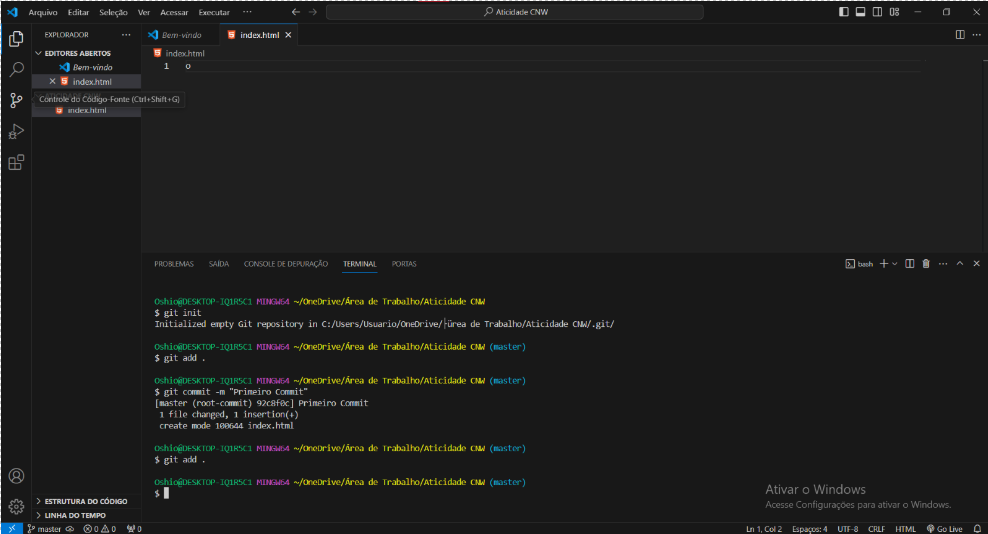 Arquivo Editar Seleção Ver Acessar Executar ... Aticidade CNW
EXPLORADOR ...
Bem-vindo index.html
EDITORES ABERTOS
index.html
Bem-vindo
1 o
index.html
Controle do Código-Fonte (Ctrl+Shift+G)
index.html
PROBLEMAS SAÍDA CONSOLE DE DEPURAÇÃO TERMINAL PORTAS bash
Oshio@DESKTOP-IQ1R5C1 MINGW64 ~/OneDrive/Área de Trabalho/Aticidade CNW
$ git init
Initialized empty Git repository in C:/Users/Usuario/OneDrive/ürea de Trabalho/Aticidade CNW/.git/
Oshio@DESKTOP-IQ1R5C1 MINGW64 ~/OneDrive/Área de Trabalho/Aticidade CNW (master)
$ git add .
Oshio@DESKTOP-IQ1R5C1 MINGW64 ~/OneDrive/Área de Trabalho/Aticidade CNW (master)
$ git commit -m "Primeiro Commit"
[master (root-commit) 92c8f0c] Primeiro Commit
1 file changed, 1 insertion(+)
create mode 100644 index.html
Oshio@DESKTOP-IQ1R5C1 MINGW64 ~/OneDrive/Área de Trabalho/Aticidade CNW (master)
$ git add .
Oshio@DESKTOP-IQ1R5C1 MINGW64 ~/OneDrive/Área de Trabalho/Aticidade CNW (master)
$
ESTRUTURA DO CÓDIGO
LINHA DO TEMPO
Ativar o Windows
Acesse Configurações para ativar o Windows.
master 0 0 0 Ln 1, Col 2 Espaços: 4 UTF-8 CRLF HTML Go Live